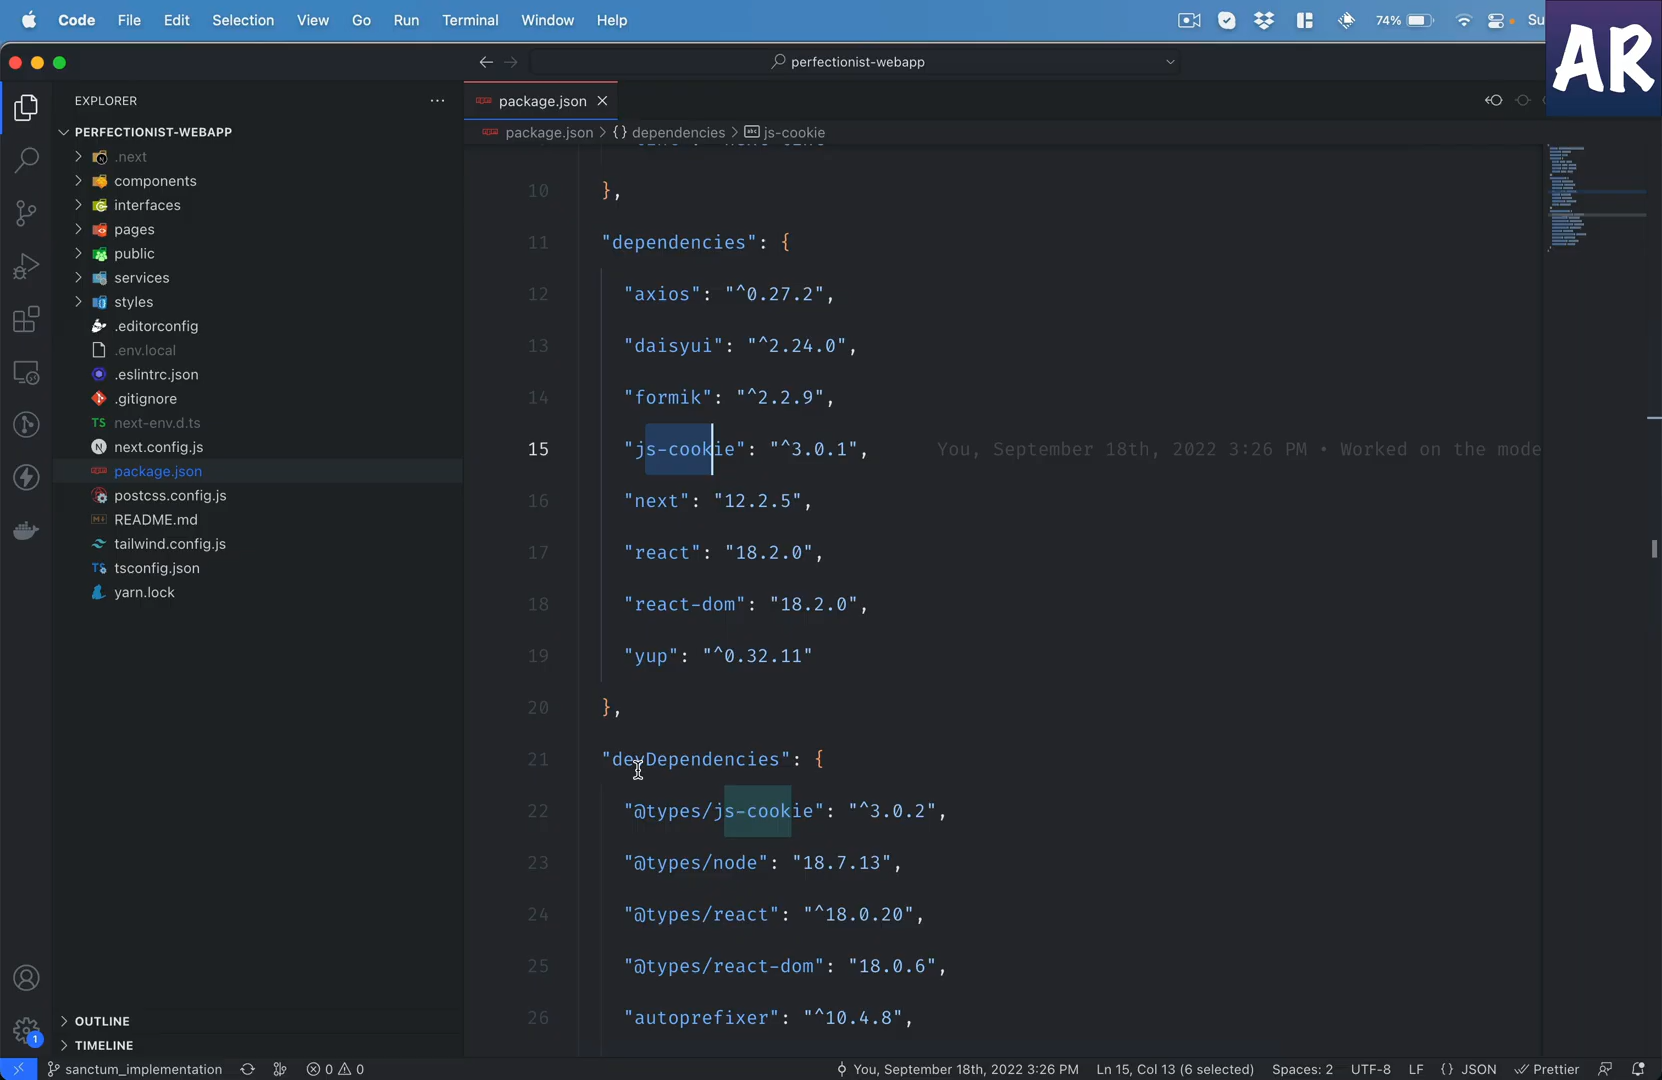 Code File Edit Selection View Go Run Terminal Window Help 74% Su
AR
perfectionist-webapp
EXPLORER
package.json
PERFECTIONIST-WEBAPP
package.json > {} dependencies > abc js-cookie
.next
components
interfaces
pages
public
services
styles
.editorconfig
.env.local
.eslintrc.json
.gitignore
TS next-env.d.ts
next.config.js
package.json
postcss.config.js
README.md
tailwind.config.js
tsconfig.json
yarn.lock
OUTLINE
TIMELINE
10 },
11 "dependencies": {
12 "axios": "^0.27.2",
13 "daisyui": "^2.24.0",
14 "formik": "^2.2.9",
15 "js-cookie": "^3.0.1", You, September 18th, 2022 3:26 PM • Worked on the mode
16 "next": "12.2.5",
17 "react": "18.2.0",
18 "react-dom": "18.2.0",
19 "yup": "^0.32.11"
20 },
21 "devDependencies": {
22 "@types/js-cookie": "^3.0.2",
23 "@types/node": "18.7.13",
24 "@types/react": "^18.0.20",
25 "@types/react-dom": "18.0.6",
26 "autoprefixer": "^10.4.8",
1
sanctum_implementation 0 0 You, September 18th, 2022 3:26 PM Ln 15, Col 13 (6 selected) Spaces: 2 UTF-8 LF {} JSON Prettier